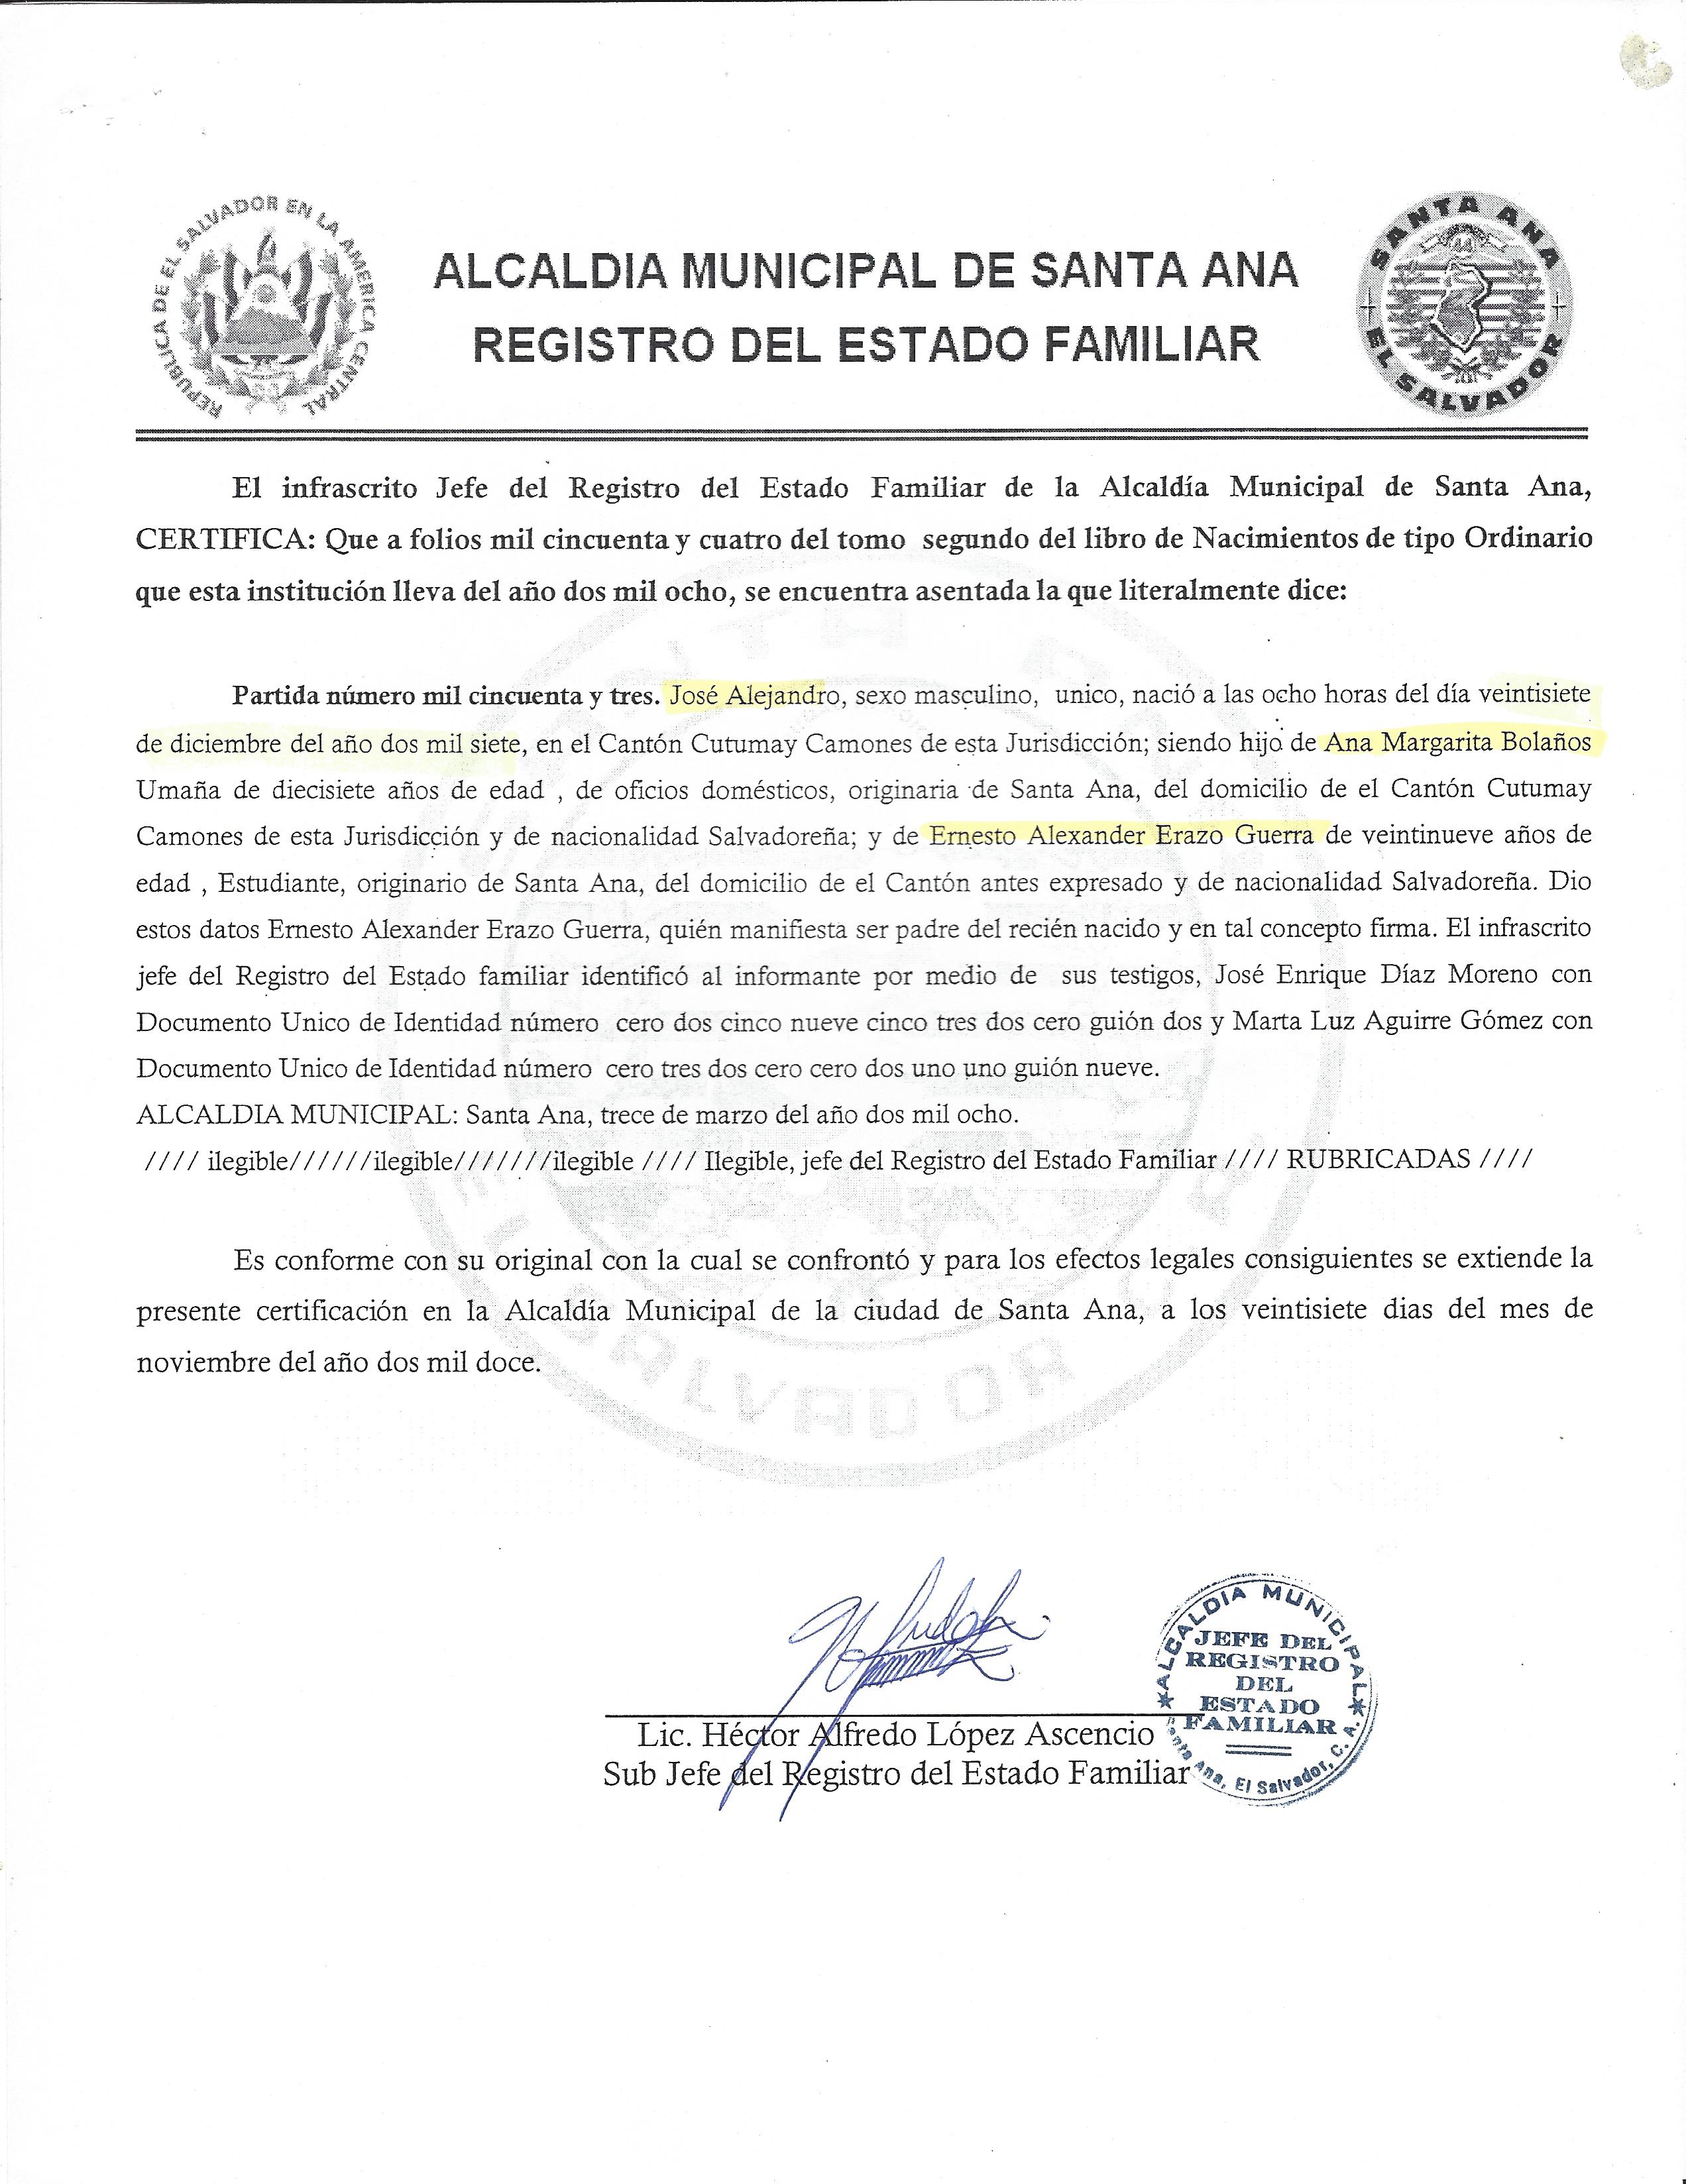 REPUBLICA DE EL SALVADOR EN LA AMERICA CENTRAL
SANTA ANA
EL SALVADOR
ALCALDIA MUNICIPAL DE SANTA ANA
REGISTRO DEL ESTADO FAMILIAR
El infrascrito Jefe del Registro del Estado Familiar de la Alcaldía Municipal de Santa Ana,
CERTIFICA: Que a folios mil cincuenta y cuatro del tomo segundo del libro de Nacimientos de tipo Ordinario
que esta institución lleva del año dos mil ocho, se encuentra asentada la que literalmente dice:
Partida número mil cincuenta y tres. José Alejandro, sexo masculino, unico, nació a las ocho horas del día veintisiete
de diciembre del año dos mil siete, en el Cantón Cutumay Camones de esta Jurisdicción; siendo hijo de Ana Margarita Bolaños
Umaña de diecisiete años de edad , de oficios domésticos, originaria de Santa Ana, del domicilio de el Cantón Cutumay
Camones de esta Jurisdicción y de nacionalidad Salvadoreña; y de Ernesto Alexander Erazo Guerra de veintinueve años de
edad , Estudiante, originario de Santa Ana, del domicilio de el Cantón antes expresado y de nacionalidad Salvadoreña. Dio
estos datos Ernesto Alexander Erazo Guerra, quién manifiesta ser padre del recién nacido y en tal concepto firma. El infrascrito
jefe del Registro del Estado familiar identificó al informante por medio de sus testigos, José Enrique Díaz Moreno con
Documento Unico de Identidad número cero dos cinco nueve cinco tres dos cero guión dos y Marta Luz Aguirre Gómez con
Documento Unico de Identidad número cero tres dos cero cero dos uno uno guión nueve.
ALCALDIA MUNICIPAL: Santa Ana, trece de marzo del año dos mil ocho.
//// ilegible//////ilegible///////ilegible //// Ilegible, jefe del Registro del Estado Familiar //// RUBRICADAS ////
Es conforme con su original con la cual se confrontó y para los efectos legales consiguientes se extiende la
presente certificación en la Alcaldía Municipal de la ciudad de Santa Ana, a los veintisiete dias del mes de
noviembre del año dos mil doce.
Lic. Héctor Alfredo López Ascencio
Sub Jefe del Registro del Estado Familiar
ALCALDIA MUNICIPAL
JEFE DEL
REGISTRO
DEL
ESTADO
FAMILIAR
Santa Ana, El Salvador, C. A.